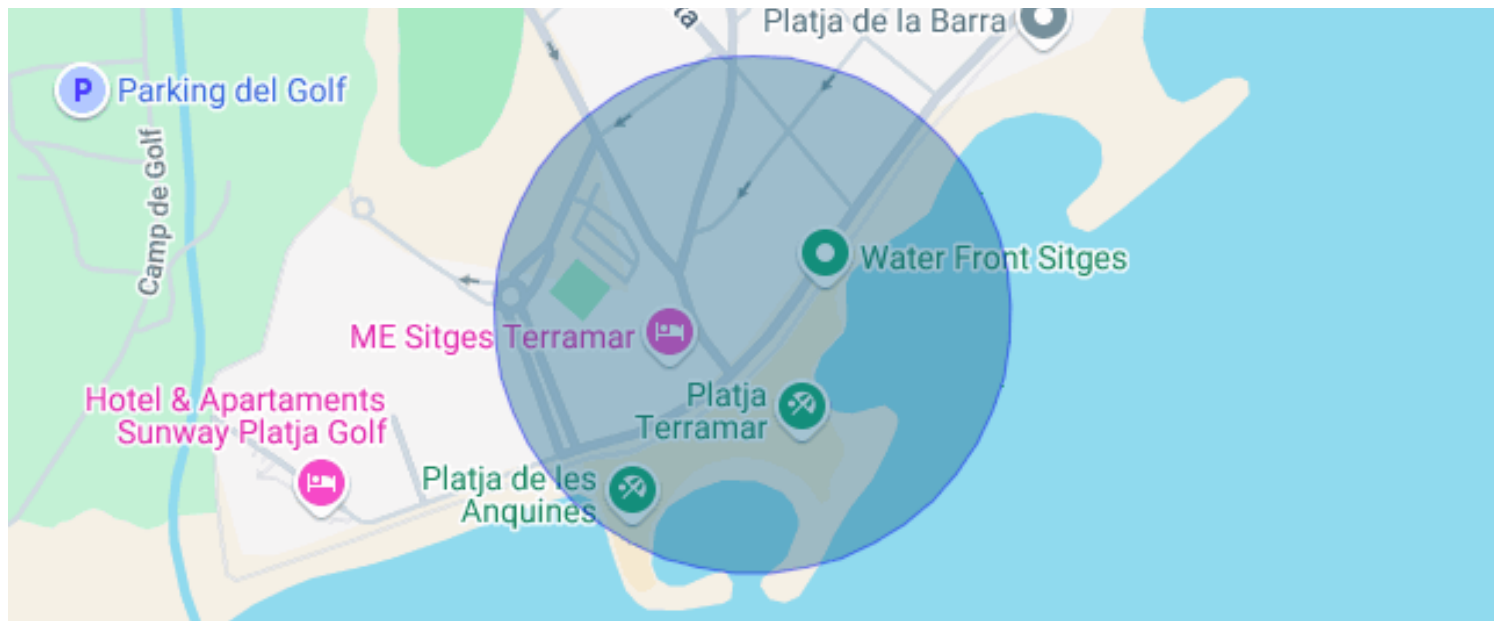 Platja de la Barra
P
Parking del Golf
Camp de Golf
Water Front Sitges
ME Sitges Terramar
Hotel & Apartaments
Sunway Platja Golf
Platja
Terramar
Platja de les
Anquines